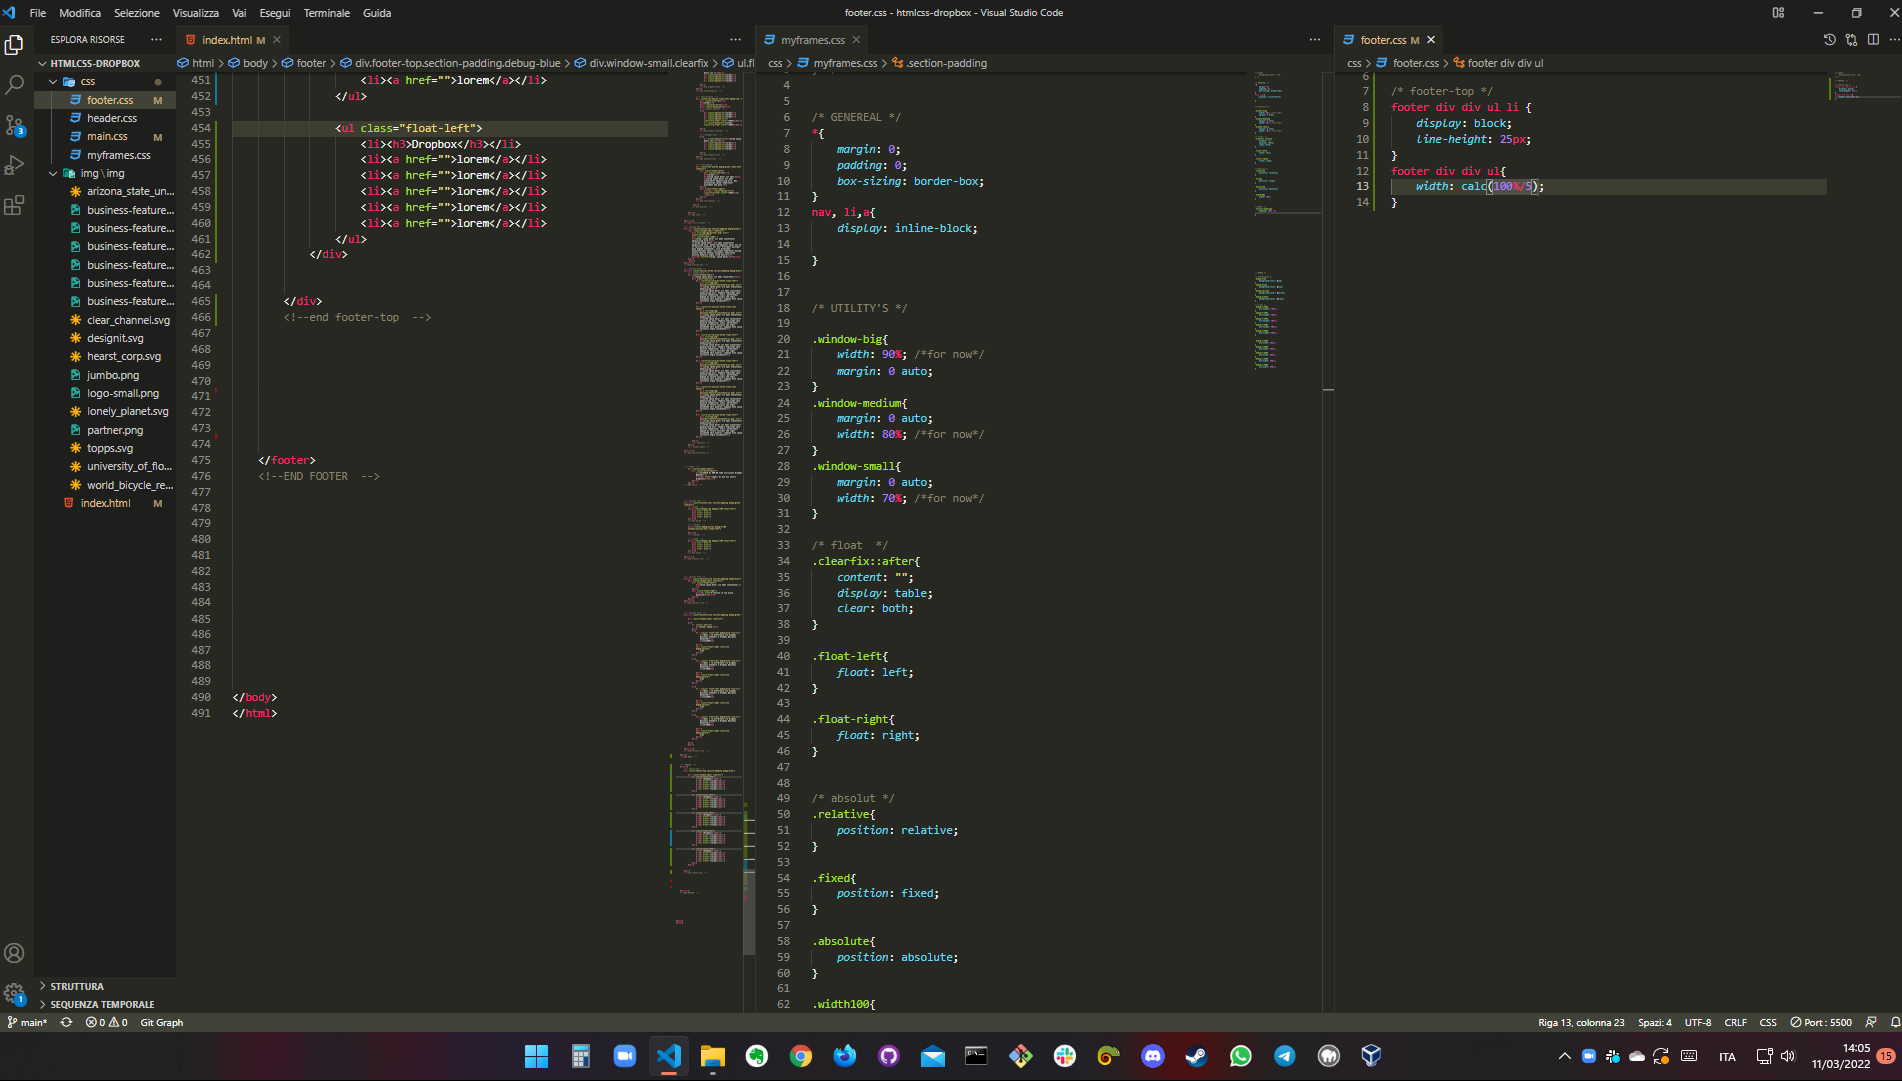 File Modifica Selezione Visualizza Vai Esegui Terminale Guida
footer.css - htmlcss-dropbox - Visual Studio Code
ESPLORA RISORSE ···
HTMLCSS-DROPBOX
css
footer.css M
header.css
main.css M
myframes.css
img\img
arizona_state_un...
business-feature...
business-feature...
business-feature...
business-feature...
business-feature...
business-feature...
clear_channel.svg
designit.svg
hearst_corp.svg
jumbo.png
logo-small.png
lonely_planet.svg
partner.png
topps.svg
university_of_flo...
world_bicycle_re...
index.html M
STRUTTURA
SEQUENZA TEMPORALE
index.html M
html > body > footer > div.footer-top.section-padding.debug-blue > div.window-small.clearfix > ul.fl
451 <li><a href="">lorem</a></li>
452 </ul>
453
454 <ul class="float-left">
455 <li><h3>Dropbox</h3></li>
456 <li><a href="">lorem</a></li>
457 <li><a href="">lorem</a></li>
458 <li><a href="">lorem</a></li>
459 <li><a href="">lorem</a></li>
460 <li><a href="">lorem</a></li>
461 </ul>
462 </div>
463
464
465 </div>
466 <!--end footer-top -->
467
468
469
470
471
472
473
474
475 </footer>
476 <!--END FOOTER -->
477
478
479
480
481
482
483
484
485
486
487
488
489
490 </body>
491 </html>
myframes.css
css > myframes.css > .section-padding
4
5
6 /* GENEREAL */
7 *{
8 margin: 0;
9 padding: 0;
10 box-sizing: border-box;
11 }
12 nav, li,a{
13 display: inline-block;
14
15 }
16
17
18 /* UTILITY'S */
19
20 .window-big{
21 width: 90%; /*for now*/
22 margin: 0 auto;
23 }
24 .window-medium{
25 margin: 0 auto;
26 width: 80%; /*for now*/
27 }
28 .window-small{
29 margin: 0 auto;
30 width: 70%; /*for now*/
31 }
32
33 /* float */
34 .clearfix::after{
35 content: "";
36 display: table;
37 clear: both;
38 }
39
40 .float-left{
41 float: left;
42 }
43
44 .float-right{
45 float: right;
46 }
47
48
49 /* absolut */
50 .relative{
51 position: relative;
52 }
53
54 .fixed{
55 position: fixed;
56 }
57
58 .absolute{
59 position: absolute;
60 }
61
62 .width100{
footer.css M
css > footer.css > footer div div ul
6
7 /* footer-top */
8 footer div div ul li {
9 display: block;
10 line-height: 25px;
11 }
12 footer div div ul{
13 width: calc(100%/5);
14 }
main* 0 0 Git Graph
Riga 13, colonna 23 Spazi: 4 UTF-8 CRLF CSS Port : 5500
ITA
14:05
11/03/2022
15